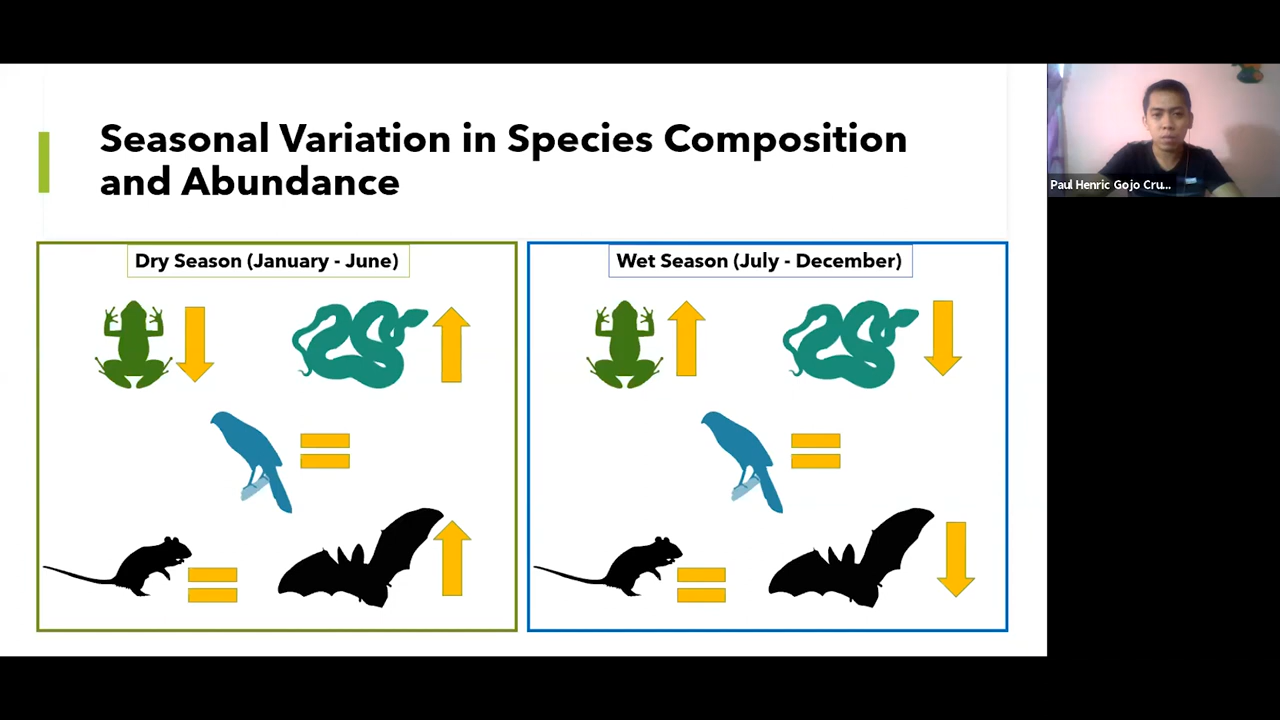 Seasonal Variation in Species Composition
and Abundance
Dry Season (January - June)
Wet Season (July - December)
Paul Henric Gojo Cru...